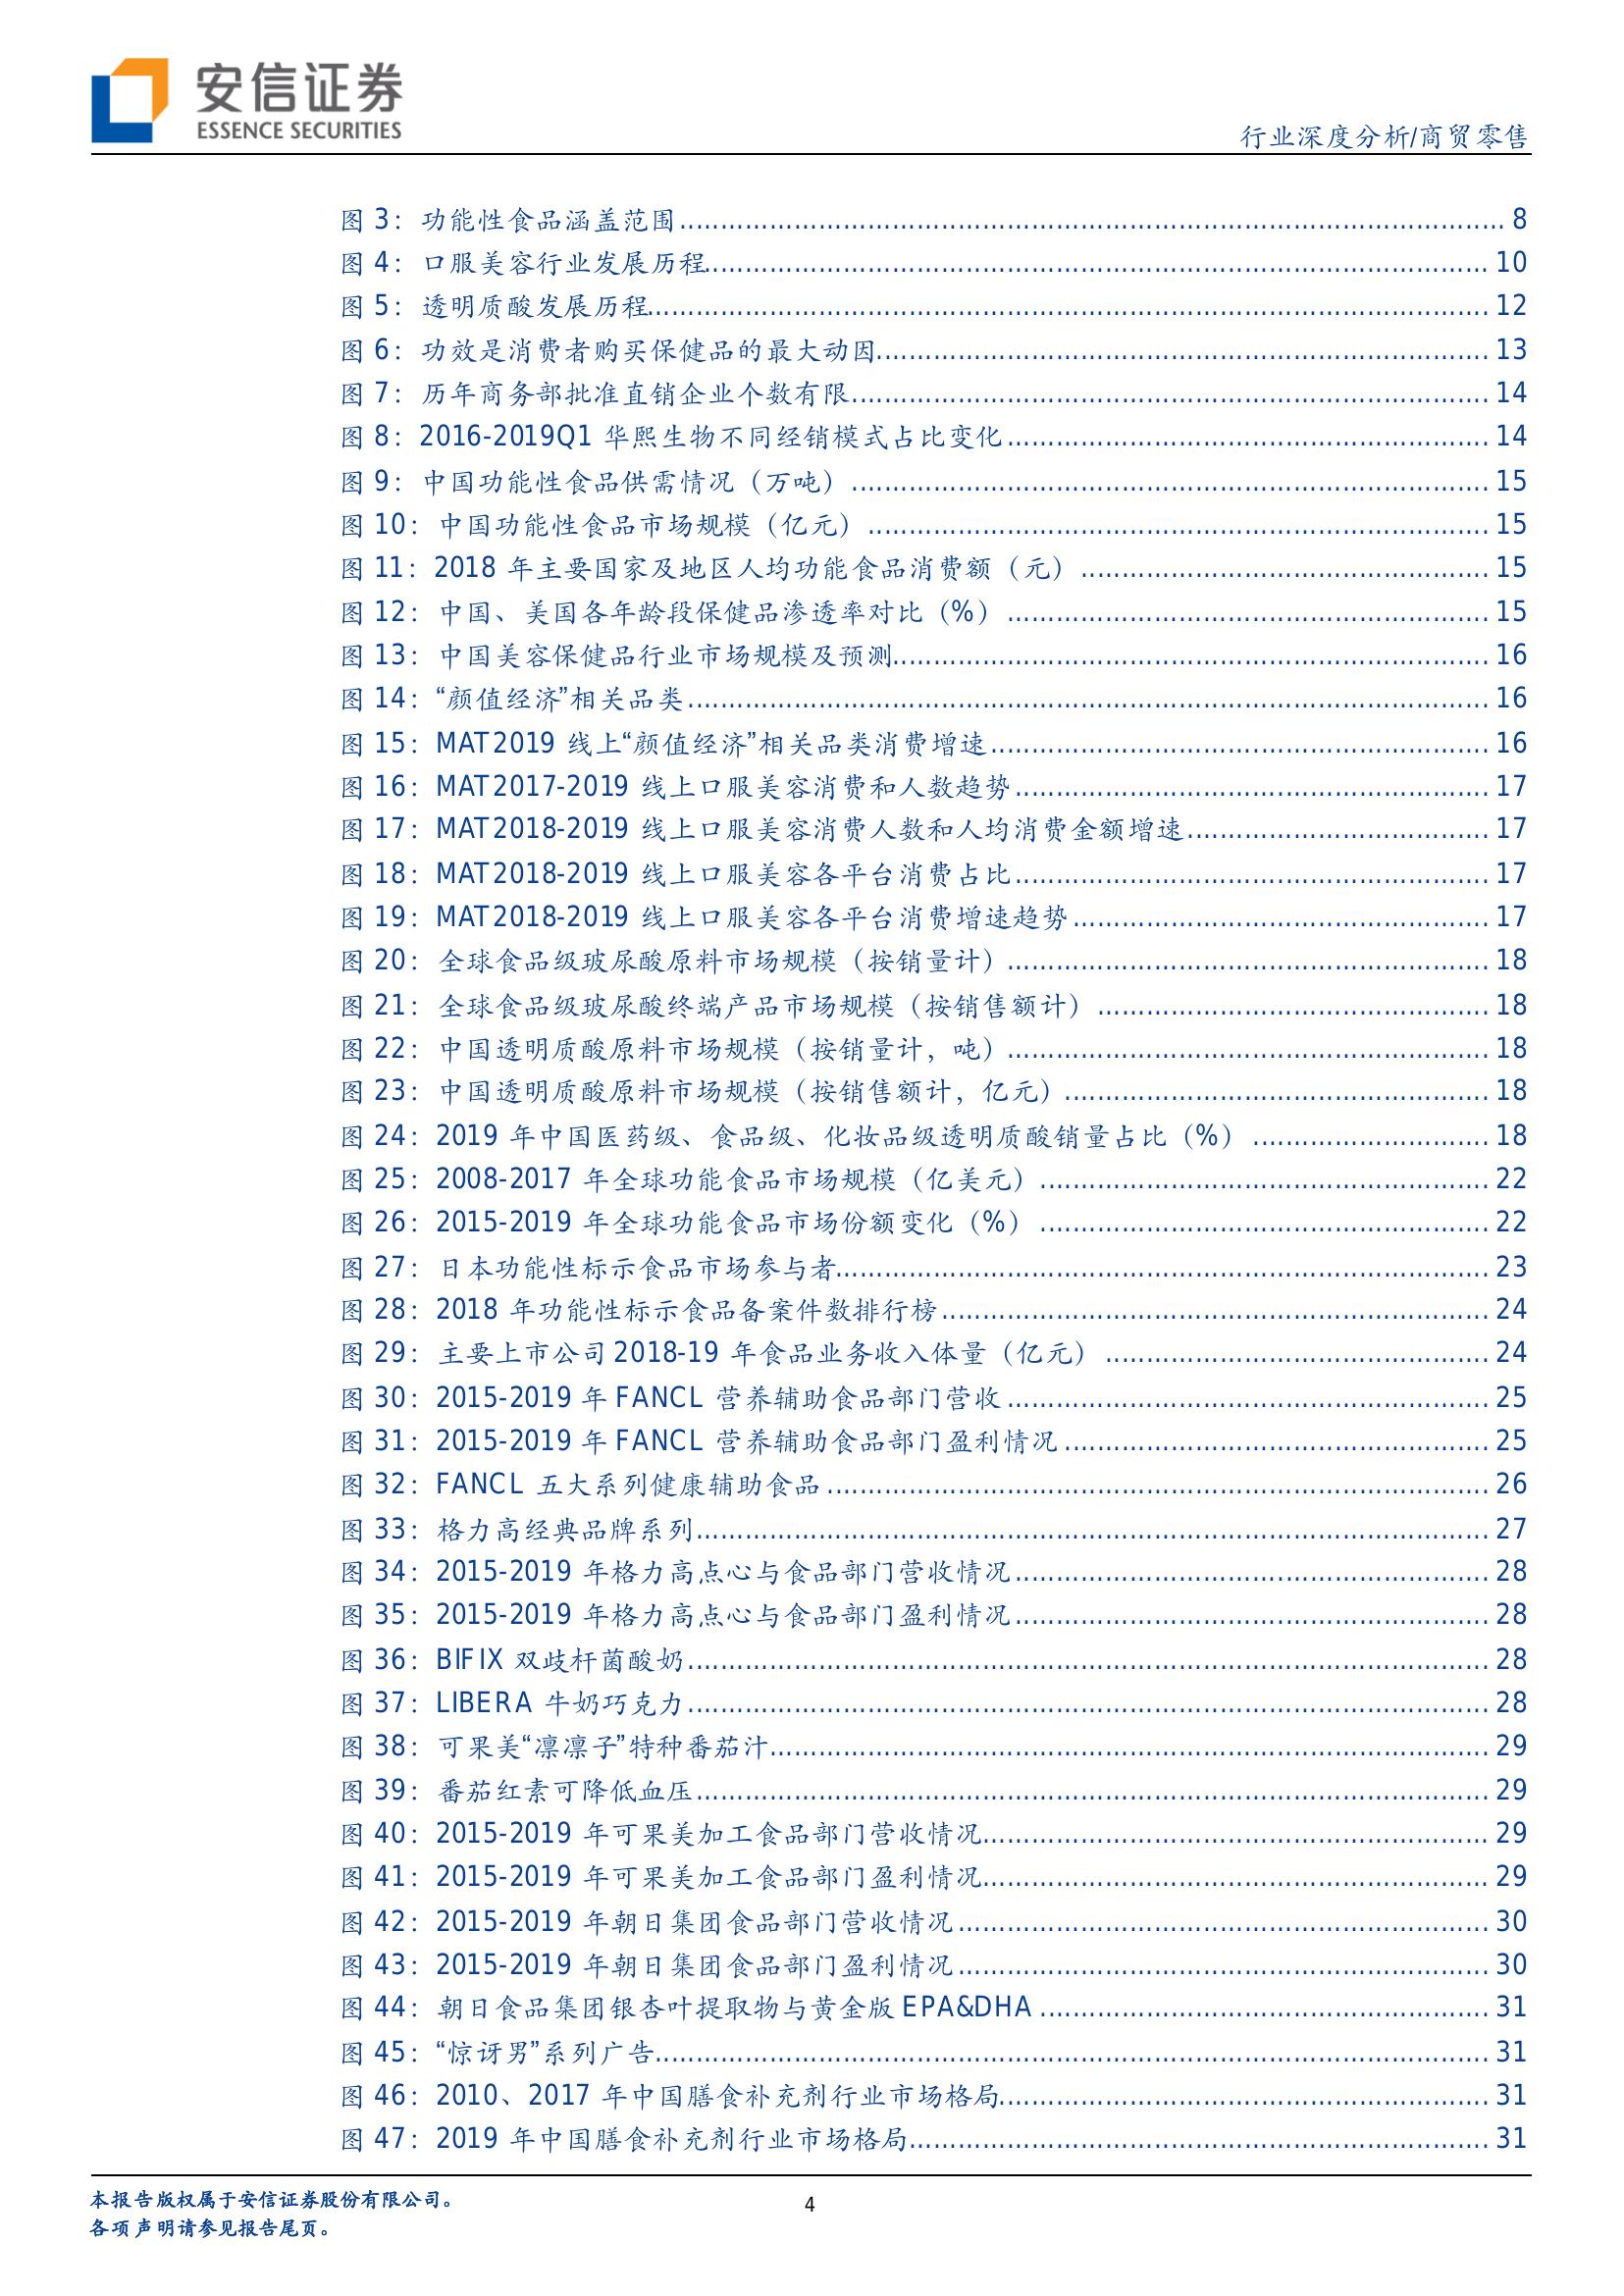 安信证券
ESSENCE SECURITIES
行业深度分析/商贸零售
图 3：功能性食品涵盖范围 8
图 4：口服美容行业发展历程 10
图 5：透明质酸发展历程 12
图 6：功效是消费者购买保健品的最大动因 13
图 7：历年商务部批准直销企业个数有限 14
图 8：2016-2019Q1 华熙生物不同经销模式占比变化 14
图 9：中国功能性食品供需情况（万吨） 15
图 10：中国功能性食品市场规模（亿元） 15
图 11：2018 年主要国家及地区人均功能食品消费额（元） 15
图 12：中国、美国各年龄段保健品渗透率对比（%） 15
图 13：中国美容保健品行业市场规模及预测 16
图 14：“颜值经济”相关品类 16
图 15：MAT2019 线上“颜值经济”相关品类消费增速 16
图 16：MAT2017-2019 线上口服美容消费和人数趋势 17
图 17：MAT2018-2019 线上口服美容消费人数和人均消费金额增速 17
图 18：MAT2018-2019 线上口服美容各平台消费占比 17
图 19：MAT2018-2019 线上口服美容各平台消费增速趋势 17
图 20：全球食品级玻尿酸原料市场规模（按销量计） 18
图 21：全球食品级玻尿酸终端产品市场规模（按销售额计） 18
图 22：中国透明质酸原料市场规模（按销量计，吨） 18
图 23：中国透明质酸原料市场规模（按销售额计，亿元） 18
图 24：2019 年中国医药级、食品级、化妆品级透明质酸销量占比（%） 18
图 25：2008-2017 年全球功能食品市场规模（亿美元） 22
图 26：2015-2019 年全球功能食品市场份额变化（%） 22
图 27：日本功能性标示食品市场参与者 23
图 28：2018 年功能性标示食品备案件数排行榜 24
图 29：主要上市公司 2018-19 年食品业务收入体量（亿元） 24
图 30：2015-2019 年 FANCL 营养辅助食品部门营收 25
图 31：2015-2019 年 FANCL 营养辅助食品部门盈利情况 25
图 32：FANCL 五大系列健康辅助食品 26
图 33：格力高经典品牌系列 27
图 34：2015-2019 年格力高点心与食品部门营收情况 28
图 35：2015-2019 年格力高点心与食品部门盈利情况 28
图 36：BIFIX 双歧杆菌酸奶 28
图 37：LIBERA 牛奶巧克力 28
图 38：可果美“凛凛子”特种番茄汁 29
图 39：番茄红素可降低血压 29
图 40：2015-2019 年可果美加工食品部门营收情况 29
图 41：2015-2019 年可果美加工食品部门盈利情况 29
图 42：2015-2019 年朝日集团食品部门营收情况 30
图 43：2015-2019 年朝日集团食品部门盈利情况 30
图 44：朝日食品集团银杏叶提取物与黄金版 EPA&DHA 31
图 45：“惊讶男”系列广告 31
图 46：2010、2017 年中国膳食补充剂行业市场格局 31
图 47：2019 年中国膳食补充剂行业市场格局 31
本报告版权属于安信证券股份有限公司。
4
各项声明请参见报告尾页。